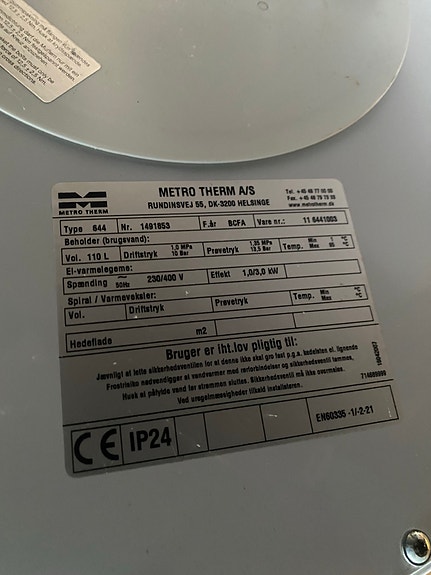 METRO THERM
METRO THERM A/S
RUNDINSVEJ 55, DK-3200 HELSINGE
Tel. + 45 48 77 00 00
Fax. + 45 48 79 79 33
www.metrotherm.dk
Type 644 Nr. 1491853 F.år BCFA Vare nr.: 11 6441003
Beholder (brugsvand):
Vol. 110 L Driftstryk 1,0 MPa 10 Bar Prøvetryk 1,35 MPa 13,5 Bar Temp. Min °C Max 85 °C
El-varmelegeme:
Spænding ~ 50Hz 230/400 V Effekt 1,0/3,0 kW
Spiral / Varmeveksler:
Vol. Driftstryk Prøvetryk Temp. Min °C Max °C
Hedeflade m2
Bruger er iht.lov pligtig til:
Jævnligt at lette sikkerhedsventilen for at denne ikke skal gro fast p.g.a. kedelsten el. lignende
Frostrisiko nødvendiggør at vandvarmer med rørforbindelser og sikkerhedsventil tømmes.
Husk at påfylde vand før strømmen sluttes. Sikkerhedsventil må ikke overmales.
Ved uregelmæssigheder tilkald installatøren.
CE IP24 EN60335 -1/-2-21